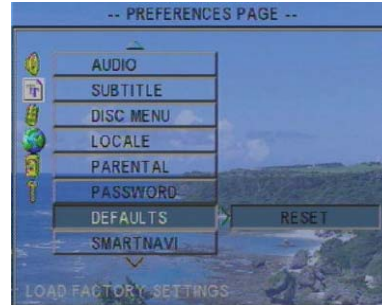 -- PREFERENCES PAGE --
AUDIO
SUBTITLE
DISC MENU
LOCALE
PARENTAL
PASSWORD
DEFAULTS RESET
SMARTNAVI
LOAD FACTORY SETTINGS